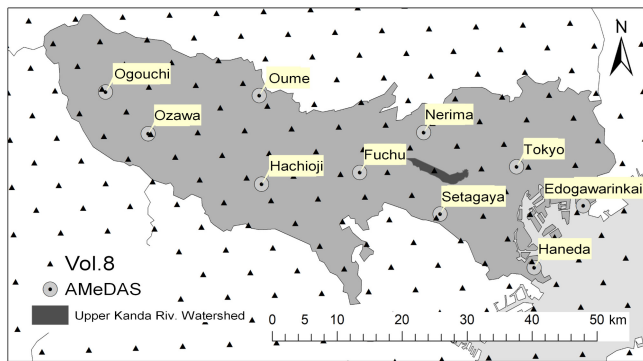 N
Ogouchi
Oume
Ozawa
Nerima
Fuchu
Tokyo
Hachioji
Setagaya
Edogawarinkai
Haneda
Vol.8
AMeDAS
Upper Kanda Riv. Watershed
0 10 20 30 40 50 km